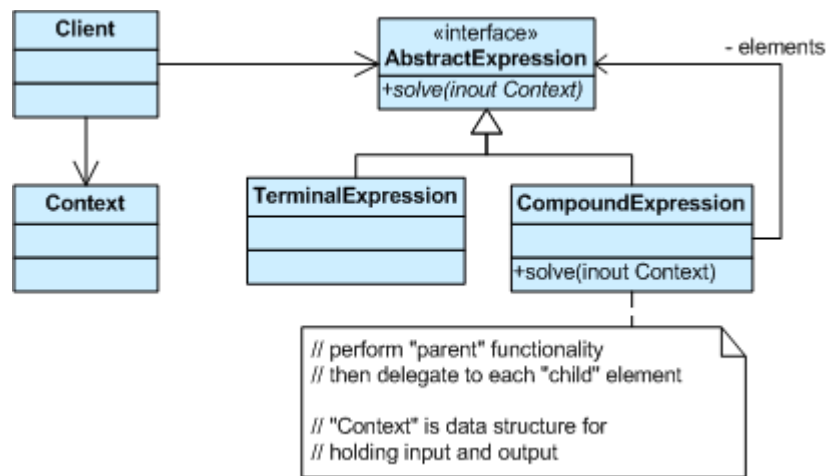 Client
«interface»
AbstractExpression
+solve(inout Context)
- elements
Context
TerminalExpression
CompoundExpression
+solve(inout Context)
// perform "parent" functionality
// then delegate to each "child" element
// "Context" is data structure for
// holding input and output